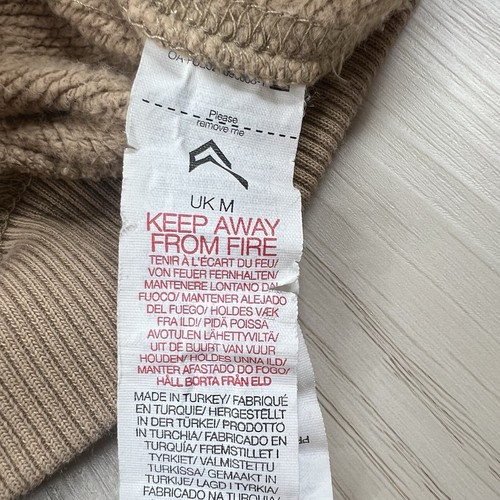 Please
remove me
UK M
KEEP AWAY
FROM FIRE
TENIR À L'ÉCART DU FEU/
VON FEUER FERNHALTEN/
MANTENERE LONTANO DAL
FUOCO/ MANTENER ALEJADO
DEL FUEGO/ HOLDES VÆK
FRA ILD/ PIDÄ POISSA
AVOTULEN LÄHETTYVILTÄ/
UIT DE BUURT VAN VUUR
HOUDEN/ HOLDES UNNA ILD/
MANTER AFASTADO DO FOGO/
HÅLL BORTA FRÅN ELD
MADE IN TURKEY/ FABRIQUÉ
EN TURQUIE/ HERGESTELLT
IN DER TÜRKEI/ PRODOTTO
IN TURCHIA/ FABRICADO EN
TURQUÍA/ FREMSTILLET I
TYRKIET/ VALMISTETTU
TURKISSA/ GEMAAKT IN
TURKIJE/ LAGD I TYRKIA/
FABRICADO NA TURQUIA/